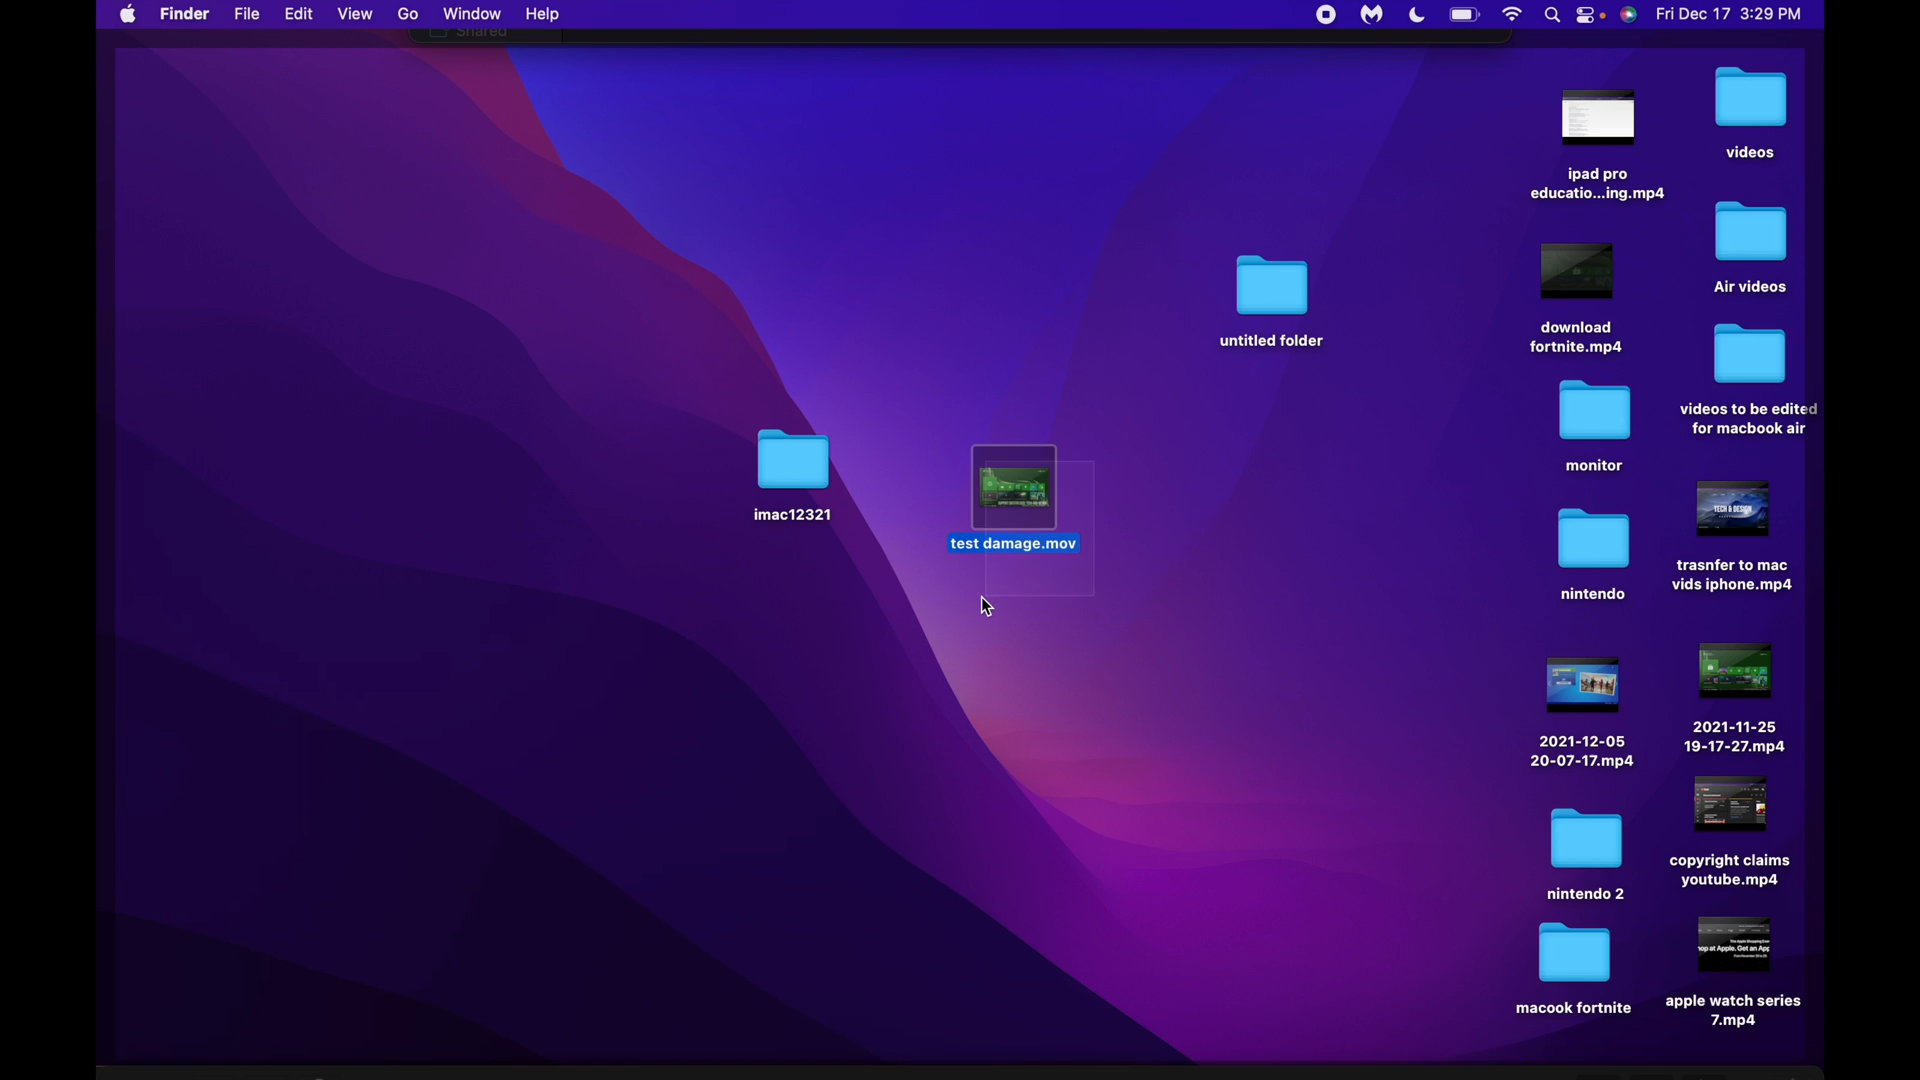 Finder File Edit View Go Window Help Fri Dec 17 3:29 PM
Shared
videos
ipad pro
educatio...ing.mp4
Air videos
untitled folder
download
fortnite.mp4
videos to be edited
for macbook air
monitor
imac12321
test damage.mov
TECH & DESIGN
trasnfer to mac
vids iphone.mp4
nintendo
2021-11-25
19-17-27.mp4
2021-12-05
20-07-17.mp4
copyright claims
youtube.mp4
nintendo 2
macook fortnite
apple watch series
7.mp4